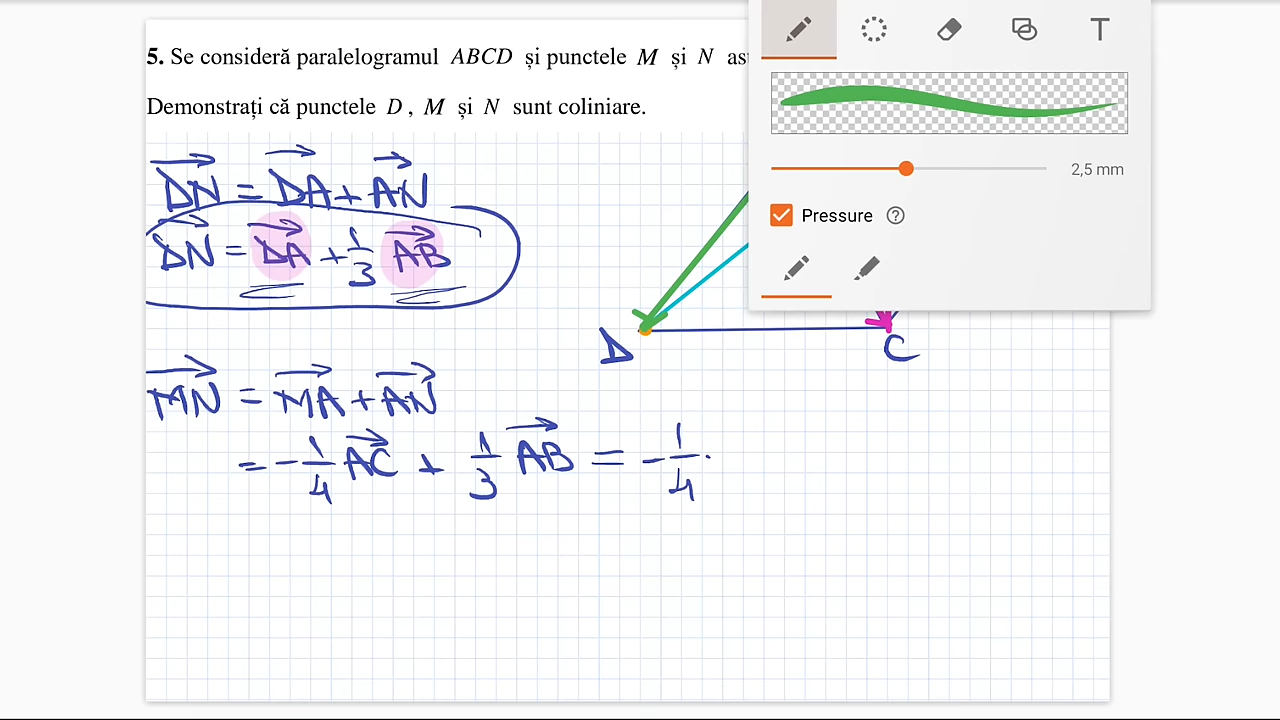 5. Se consideră paralelogramul ABCD și punctele M și N
Demonstrați că punctele D, M și N sunt coliniare.
T
2,5 mm
Pressure
?
DN = DA + AN
DN = DA + 1/3 AB
D
C
MN = MA + AN
= - 1/4 AC + 1/3 AB = - 1/4 ·